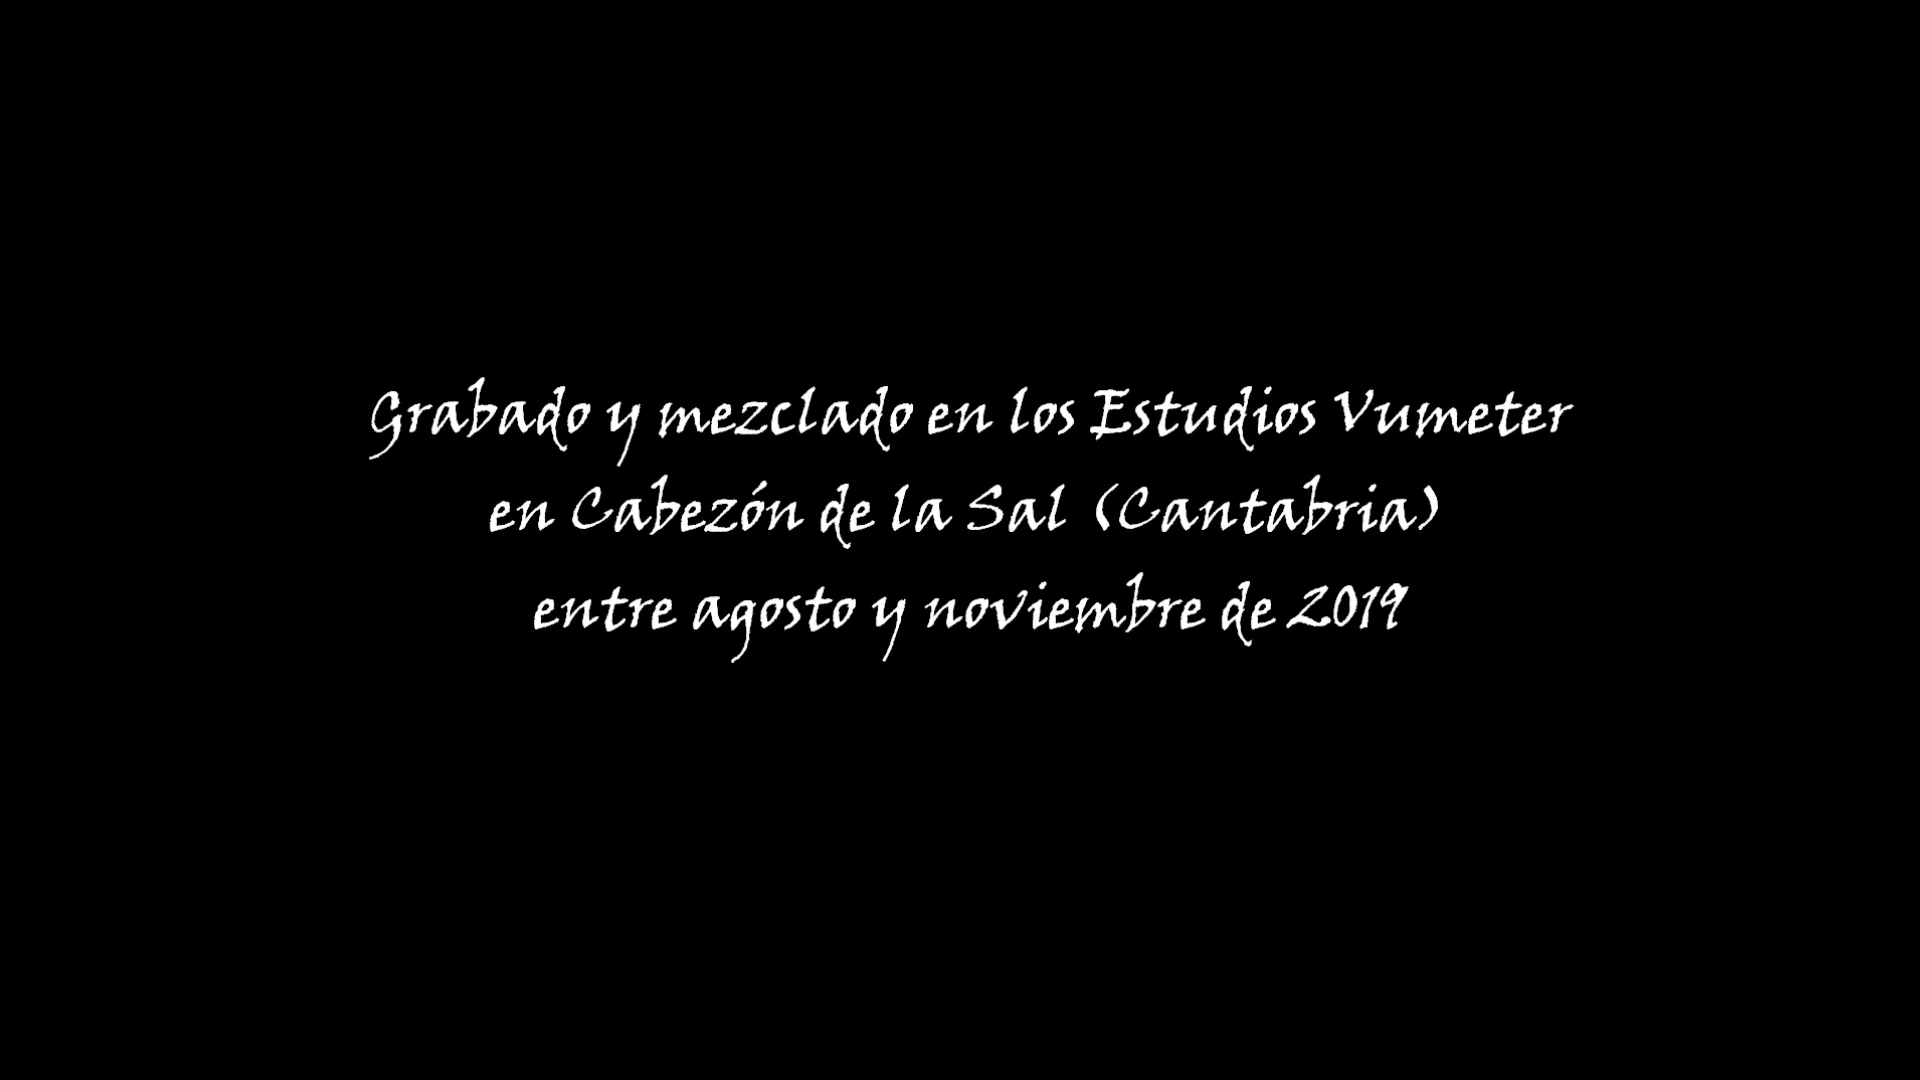 Grabado y mezclado en los Estudios Vumeter
en Cabezón de la Sal (Cantabria)
entre agosto y noviembre de 2019